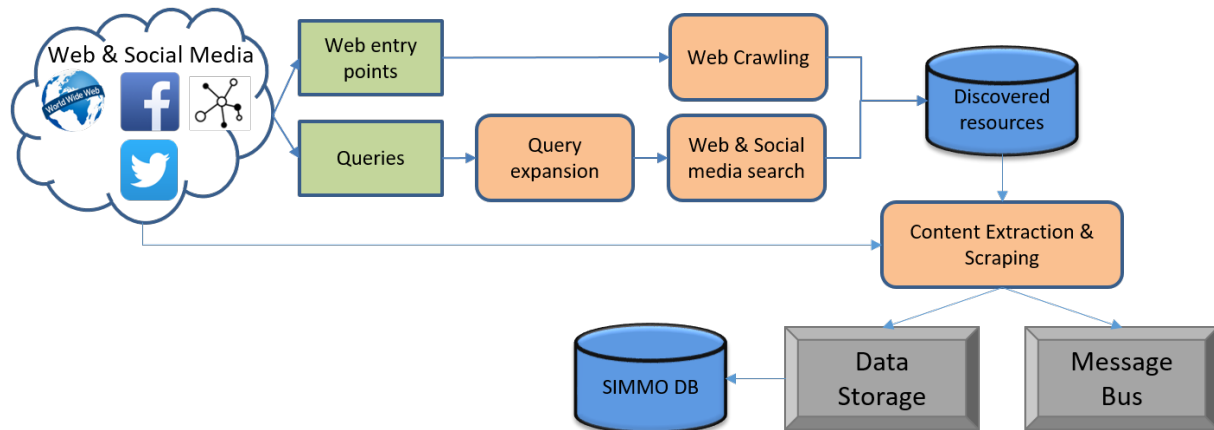 Web & Social Media
World Wide Web
Web entry
points
Web Crawling
Discovered
resources
Queries
Query
expansion
Web & Social
media search
Content Extraction &
Scraping
SIMMO DB
Data
Storage
Message
Bus